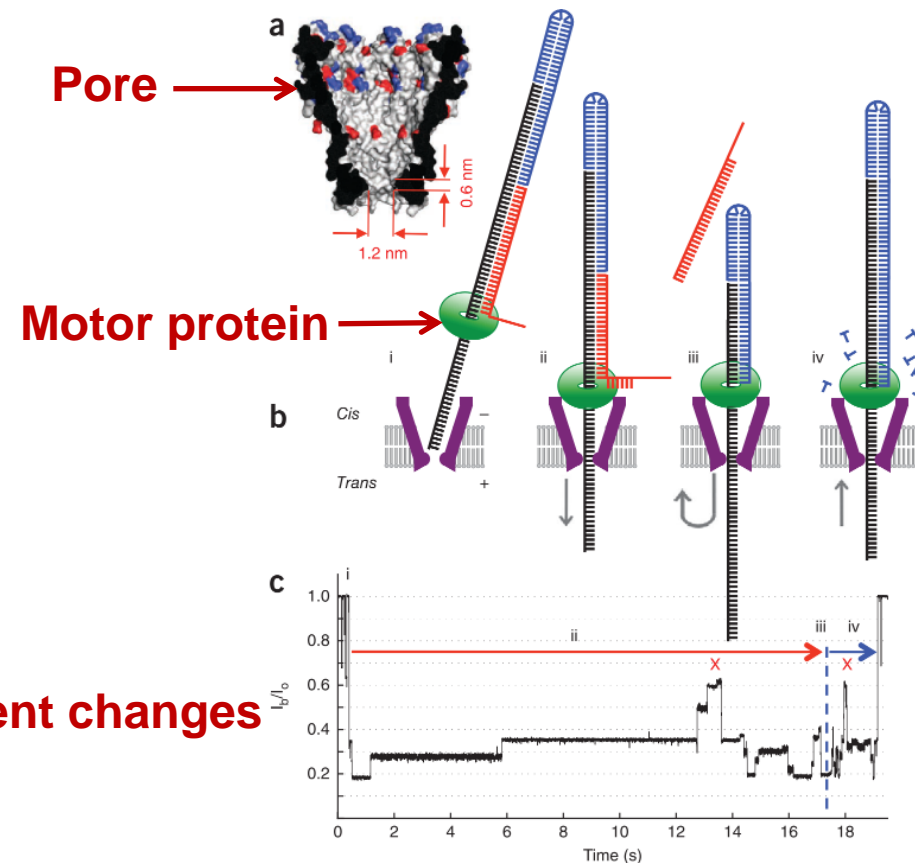 a
Pore
0.6 nm
1.2 nm
Motor protein
i
ii
iii
iv
T
T
T
b
Cis
–
Trans
+
c
i
1.0
0.8
ii
iii
iv
x
x
0.6
ent changes
Ib/Io
0.4
0.2
0 2 4 6 8 10 12 14 16 18
Time (s)